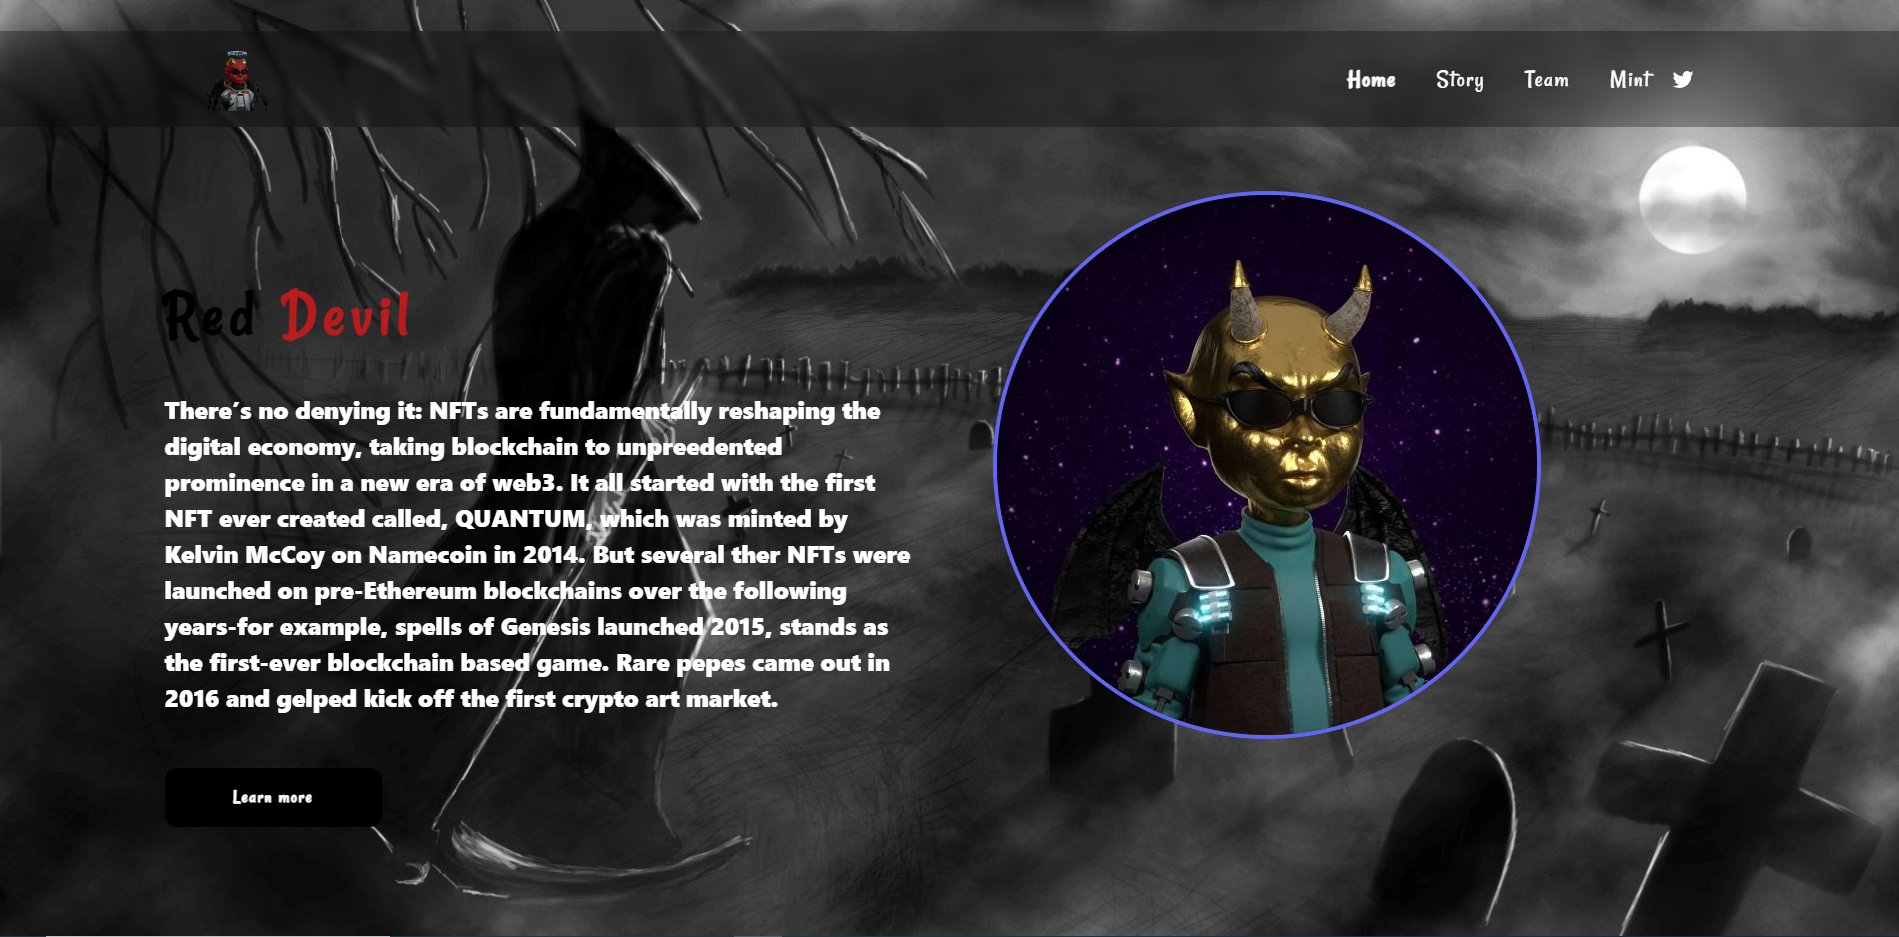 Home Story Team Mint
Red Devil
There's no denying it: NFTs are fundamentally reshaping the
digital economy, taking blockchain to unpreedented
prominence in a new era of web3. It all started with the first
NFT ever created called, QUANTUM, which was minted by
Kelvin McCoy on Namecoin in 2014. But several ther NFTs were
launched on pre-Ethereum blockchains over the following
years-for example, spells of Genesis launched 2015, stands as
the first-ever blockchain based game. Rare pepes came out in
2016 and gelped kick off the first crypto art market.
Learn more